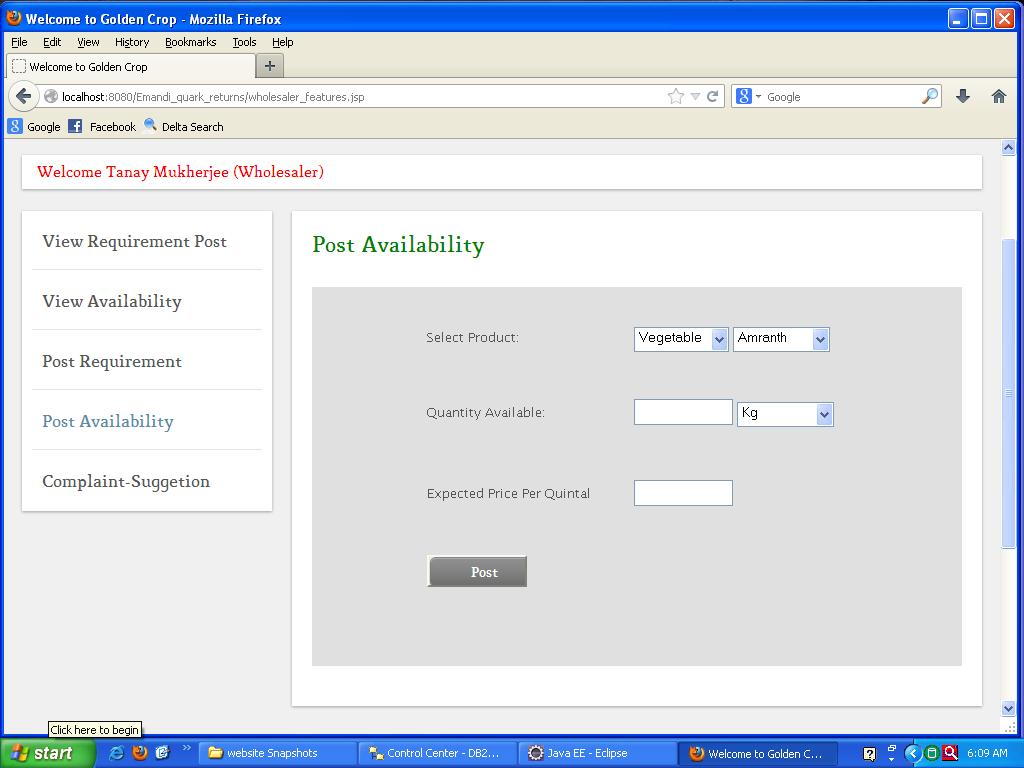 Welcome to Golden Crop - Mozilla Firefox
File Edit View History Bookmarks Tools Help
Welcome to Golden Crop
localhost:8080/Emandi_quark_returns/wholesaler_features.jsp
Google
Google Facebook Delta Search
Welcome Tanay Mukherjee (Wholesaler)
View Requirement Post
View Availability
Post Requirement
Post Availability
Complaint-Suggetion
Post Availability
Select Product: Vegetable Amranth
Quantity Available: Kg
Expected Price Per Quintal
Post
Click here to begin
start website Snapshots Control Center - DB2... Java EE - Eclipse Welcome to Golden C... 6:09 AM